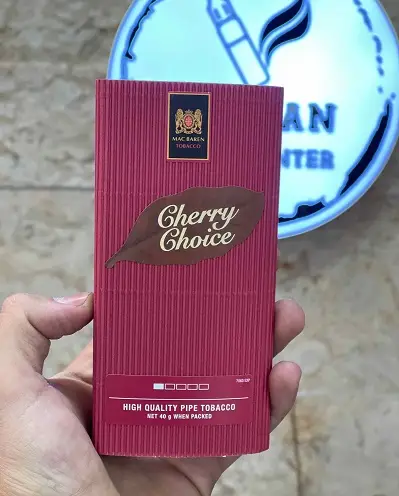 MAC BAREN
TOBACCO
AN
NTER
Cherry
Choice
HIGH QUALITY PIPE TOBACCO
NET 40 g WHEN PACKED